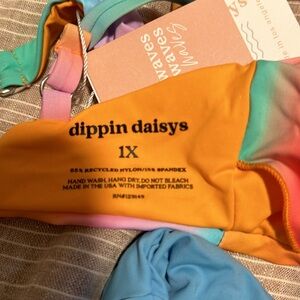 waves
waves
waves
dippin daisys
1X
85% RECYCLED NYLON/15% SPANDEX
HAND WASH, HANG DRY, DO NOT BLEACH
MADE IN THE USA WITH IMPORTED FABRICS